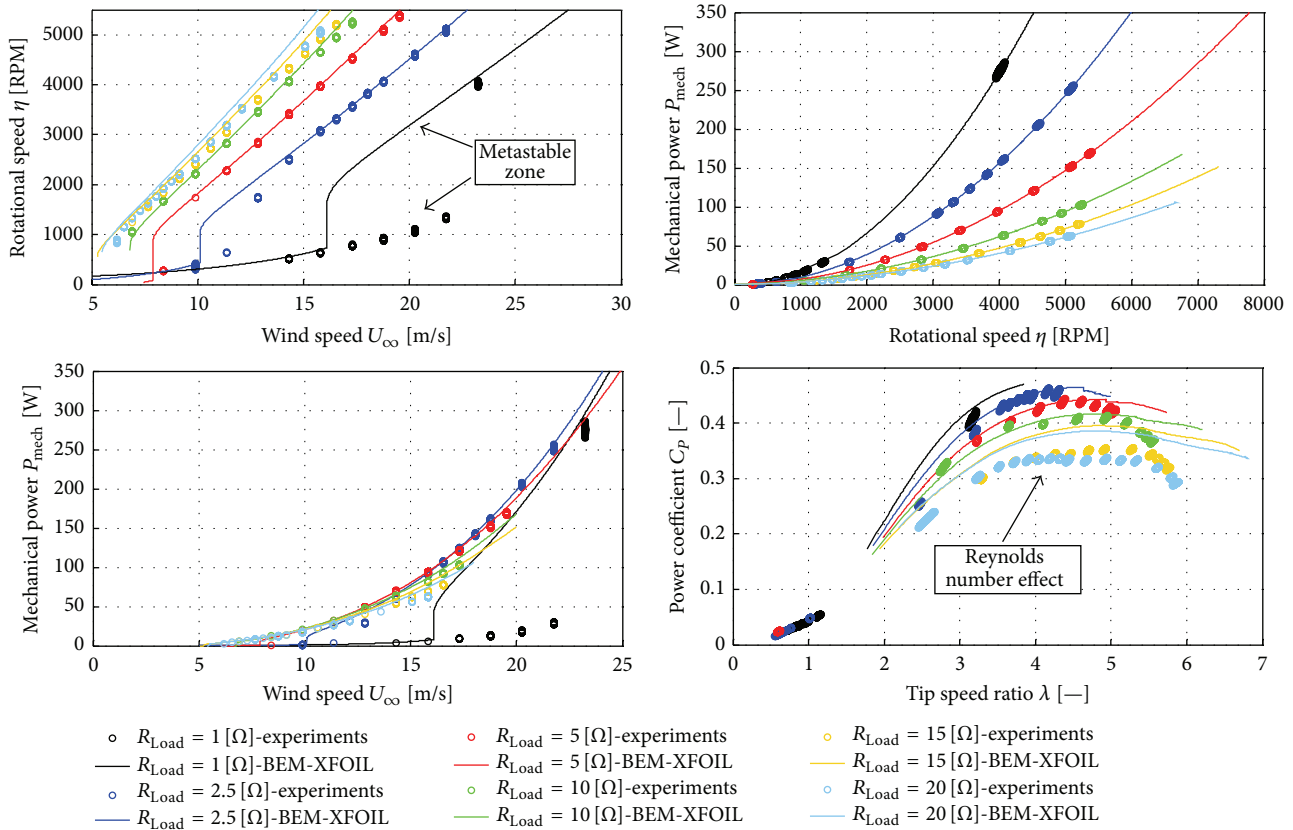 5500
5000
4000
3000
2000
1000
0
5
10
15
20
25
30
Rotational speed η [RPM]
Wind speed U∞ [m/s]
Metastable
zone
350
300
250
200
150
100
50
0
0
1000
2000
3000
4000
5000
6000
7000
8000
Mechanical power Pmech [W]
Rotational speed η [RPM]
350
300
250
200
150
100
50
0
0
5
10
15
20
25
Mechanical power Pmech [W]
Wind speed U∞ [m/s]
0.5
0.4
0.3
0.2
0.1
0
0
1
2
3
4
5
6
7
Power coefficient CP [—]
Tip speed ratio λ [—]
Reynolds
number effect
RLoad = 1 [Ω]-experiments
RLoad = 1 [Ω]-BEM-XFOIL
RLoad = 2.5 [Ω]-experiments
RLoad = 2.5 [Ω]-BEM-XFOIL
RLoad = 5 [Ω]-experiments
RLoad = 5 [Ω]-BEM-XFOIL
RLoad = 10 [Ω]-experiments
RLoad = 10 [Ω]-BEM-XFOIL
RLoad = 15 [Ω]-experiments
RLoad = 15 [Ω]-BEM-XFOIL
RLoad = 20 [Ω]-experiments
RLoad = 20 [Ω]-BEM-XFOIL